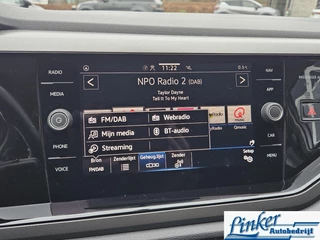 RADIO
MEDIA
PHONE
VOICE
NAV
APP
CAR
MENU
11:22
NPO Radio 2 (DAB)
Taylor Dayne
Tell It To My Heart
FM/DAB
Webradio
Mijn media
BT-audio
Streaming
Qmusic
Bron
FM/DAB
Zenderlijst
Geheugenlijst
Zender
Setup
Linker
Autobedrijf